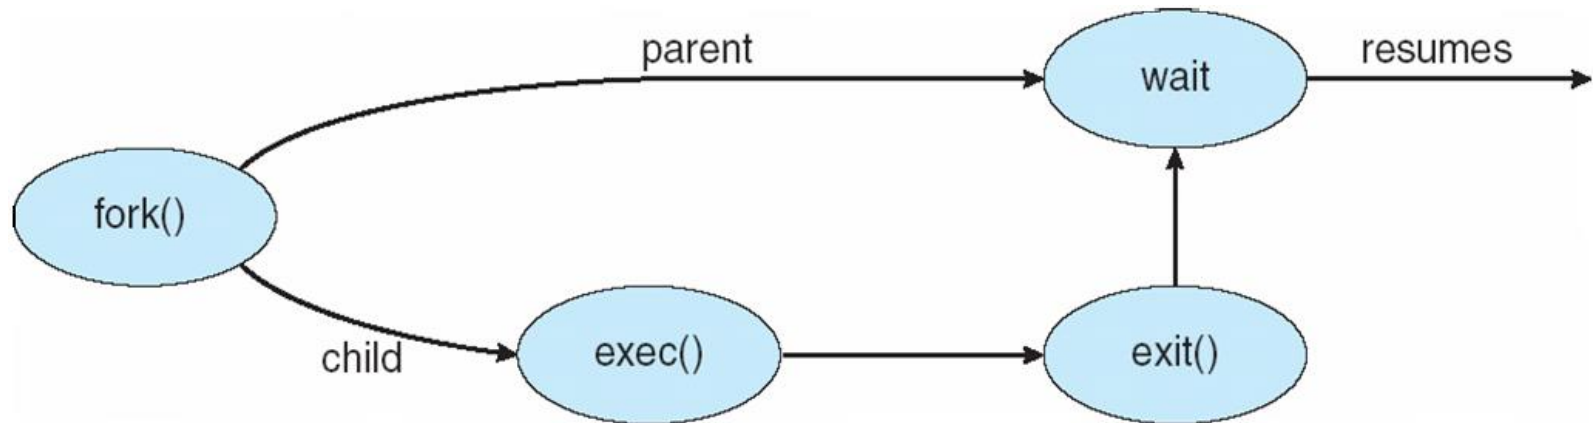 parent
wait
resumes
fork()
child
exec()
exit()